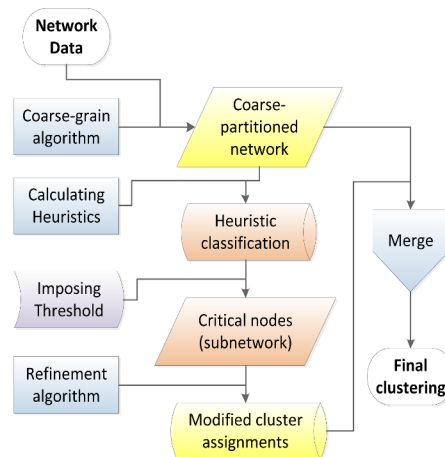 Network
Data
Coarse-grain
algorithm
Coarse-
partitioned
network
Calculating
Heuristics
Heuristic
classification
Merge
Imposing
Threshold
Critical nodes
(subnetwork)
Final
clustering
Refinement
algorithm
Modified cluster
assignments